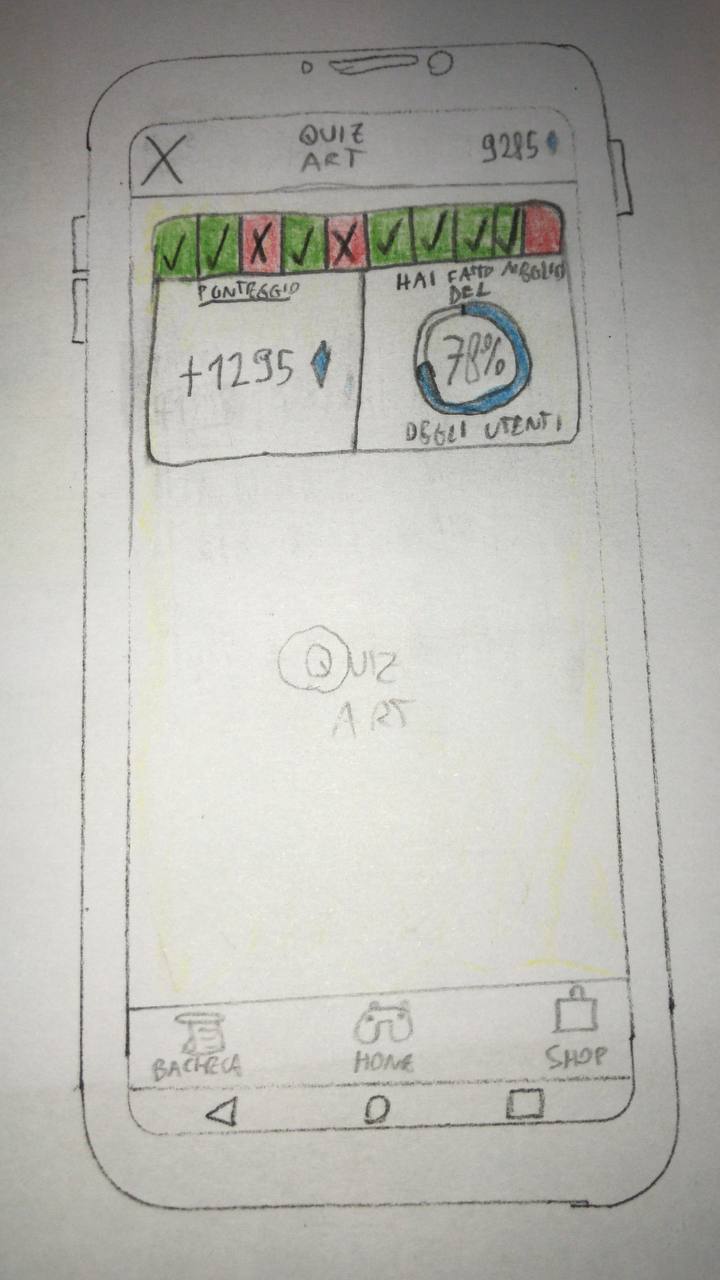 X
QUIZ
ART
9285
PUNTEGGIO
+1295
HAI FATTO MEGLIO
DEL
78%
DEGLI UTENTI
QUIZ
ART
BACHECA
HOME
SHOP